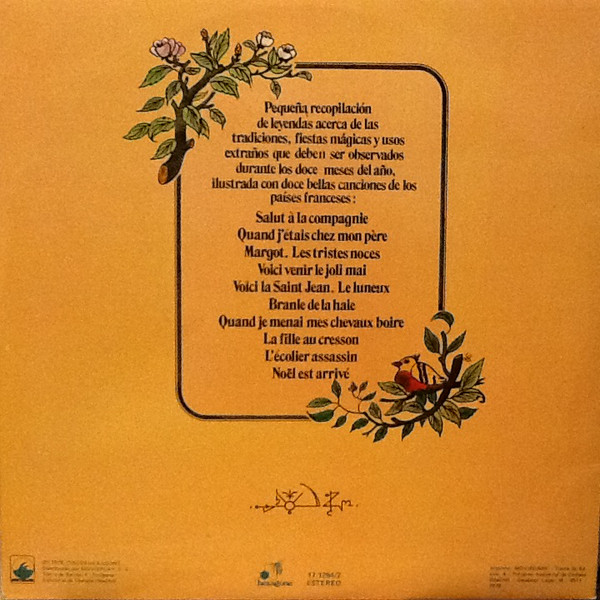 Pequeña recopilación
de leyendas acerca de las
tradiciones, fiestas mágicas y usos
extraños que deben ser observados
durante los doce meses del año,
ilustrada con doce bellas canciones de los
países franceses:
Salut à la compagnie
Quand j'étais chez mon père
Margot. Les tristes noces
Voici venir le joli mai
Voici la Saint Jean. Le luneux
Branle de la haie
Quand je menai mes chevaux boire
La fille au cresson
L'écolier assassin
Noël est arrivé
hexagone
ESTEREO